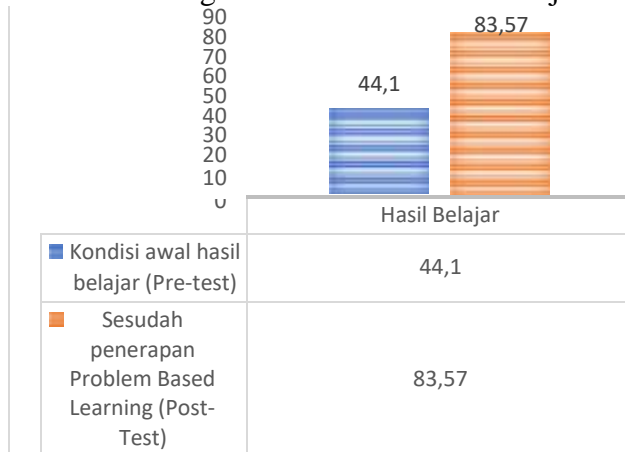 90
80
70
60
50
40
30
20
10
0
83,57
44,1
Hasil Belajar
Kondisi awal hasil
belajar (Pre-test)
44,1
Sesudah
penerapan
Problem Based
Learning (Post-
Test)
83,57